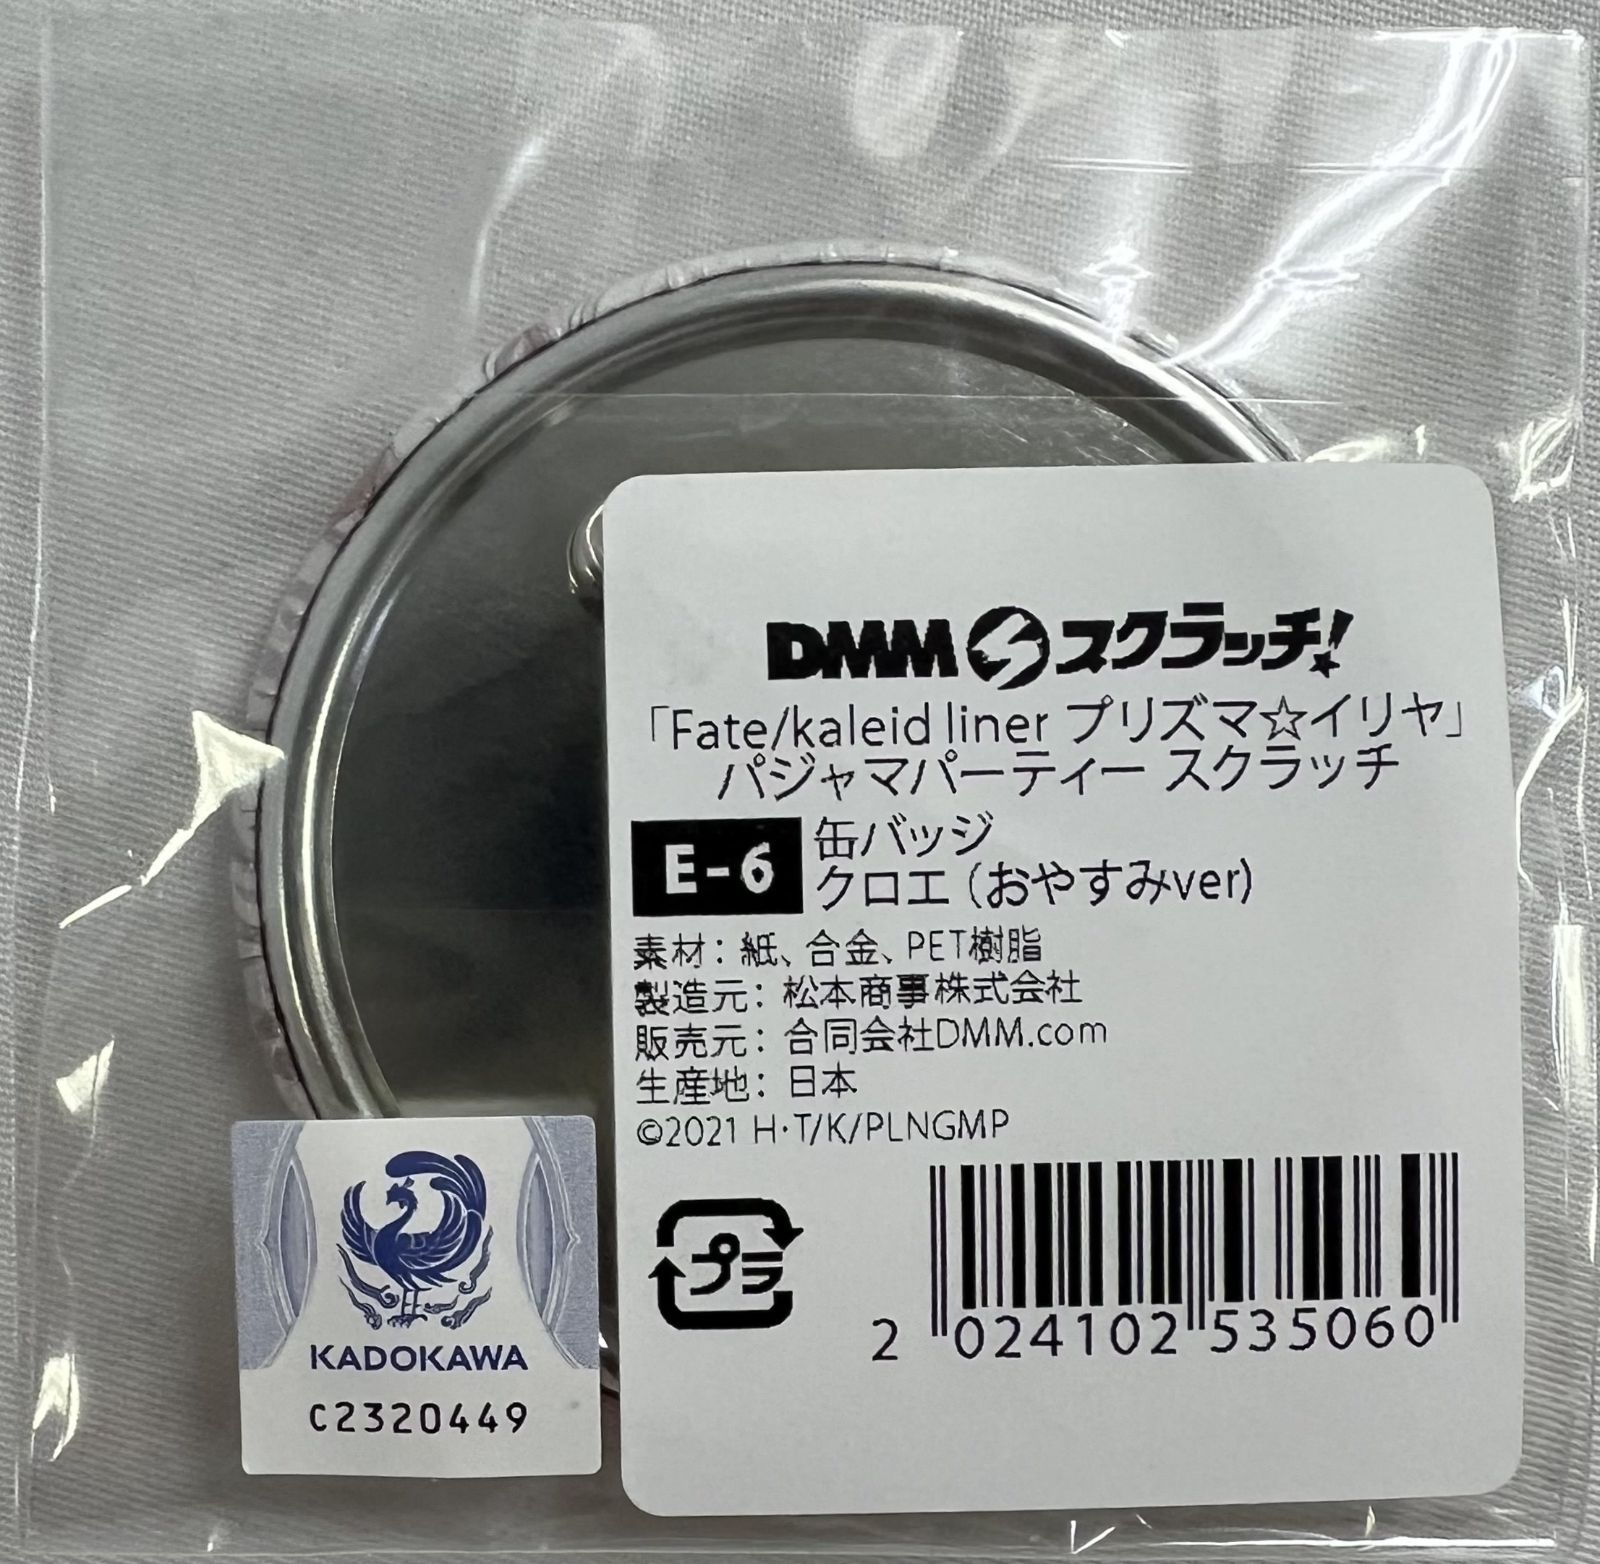 DMM スクラッチ!
「Fate/kaleid liner プリズマ☆イリヤ」
パジャマパーティー スクラッチ
E-6
缶バッジ
クロエ (おやすみver)
素材：紙、合金、PET樹脂
製造元：松本商事株式会社
販売元：合同会社DMM.com
生産地：日本
©2021 H・T/K/PLNGMP
プラ
2 024102 535060
KADOKAWA
C2320449